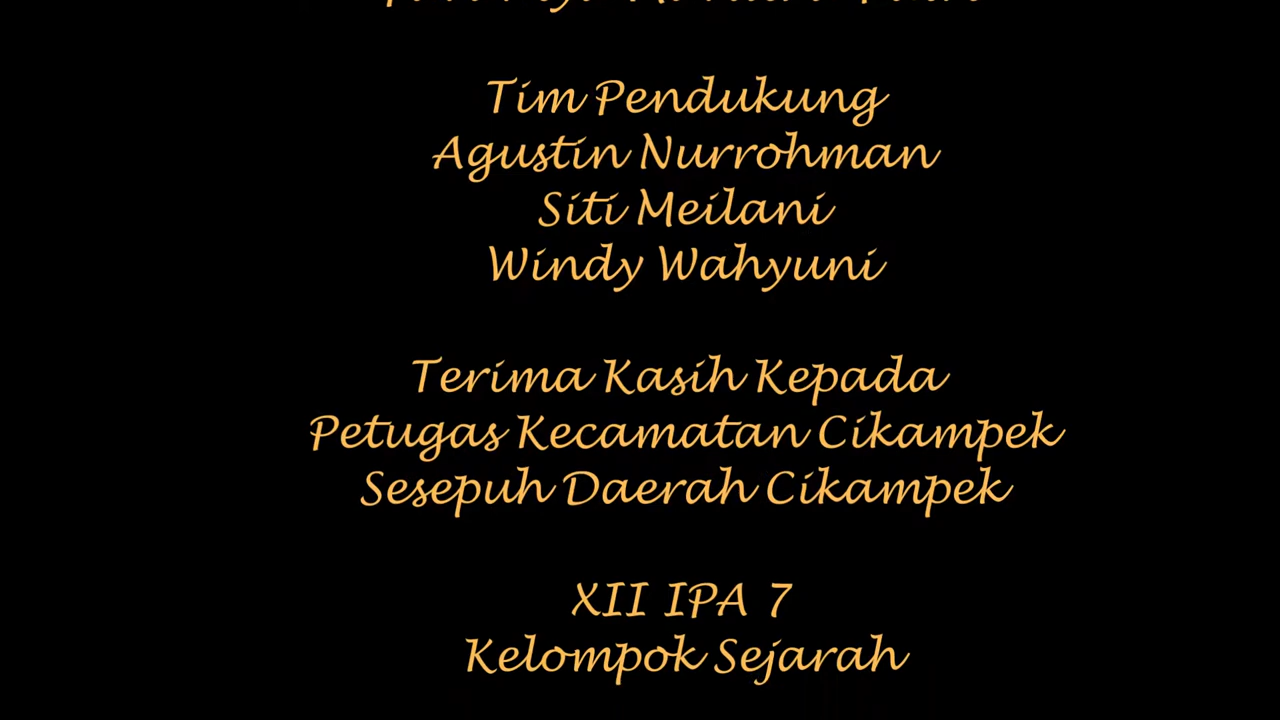 Tim Pendukung
Agustin Nurrohman
Siti Meilani
Windy Wahyuni
Terima Kasih Kepada
Petugas Kecamatan Cikampek
Sesepuh Daerah Cikampek
XII IPA 7
Kelompok Sejarah